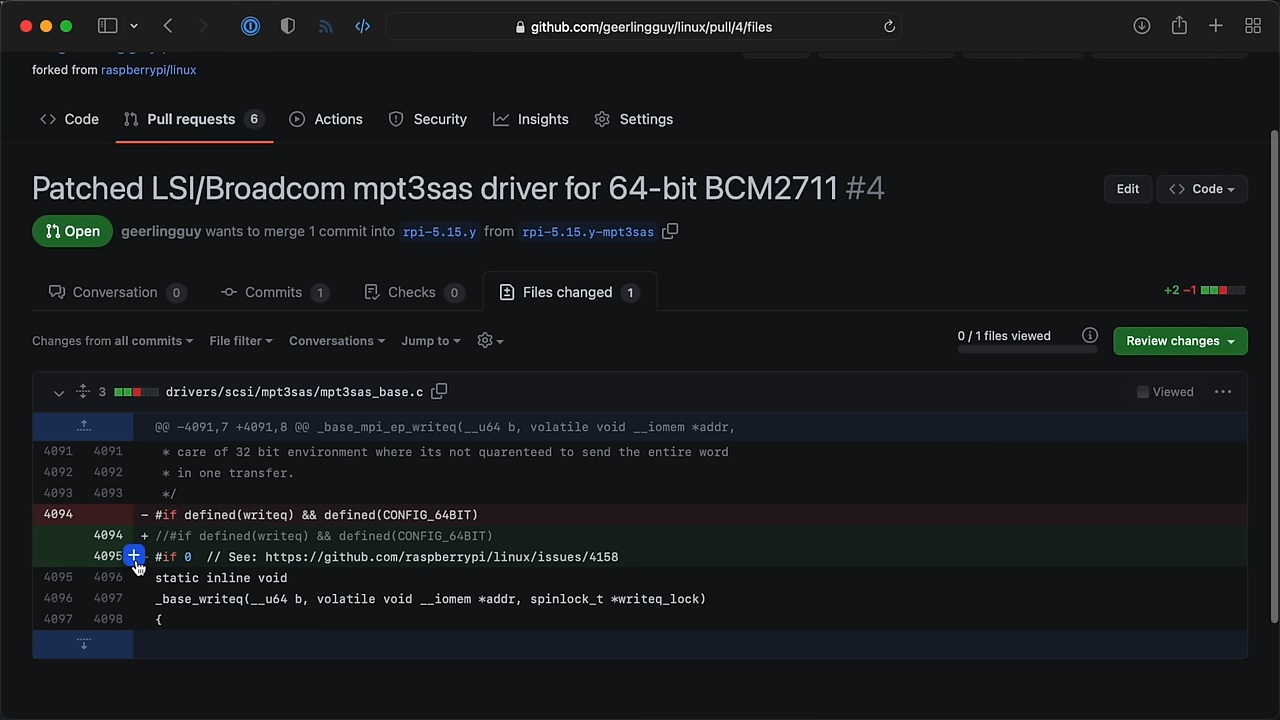 github.com/geerlingguy/linux/pull/4/files
forked from raspberrypi/linux
Code Pull requests 6 Actions Security Insights Settings
Patched LSI/Broadcom mpt3sas driver for 64-bit BCM2711 #4
Edit Code
Open geerlingguy wants to merge 1 commit into rpi-5.15.y from rpi-5.15.y-mpt3sas
Conversation 0 Commits 1 Checks 0 Files changed 1 +2 −1
Changes from all commits File filter Conversations Jump to 0 / 1 files viewed Review changes
3 drivers/scsi/mpt3sas/mpt3sas_base.c Viewed
@@ -4091,7 +4091,8 @@ _base_mpi_ep_writeq(__u64 b, volatile void __iomem *addr,
4091 4091 * care of 32 bit environment where its not quarenteed to send the entire word
4092 4092 * in one transfer.
4093 4093 */
4094 - #if defined(writeq) && defined(CONFIG_64BIT)
4094 + //#if defined(writeq) && defined(CONFIG_64BIT)
4095 + #if 0 // See: https://github.com/raspberrypi/linux/issues/4158
4095 4096 static inline void
4096 4097 _base_writeq(__u64 b, volatile void __iomem *addr, spinlock_t *writeq_lock)
4097 4098 {